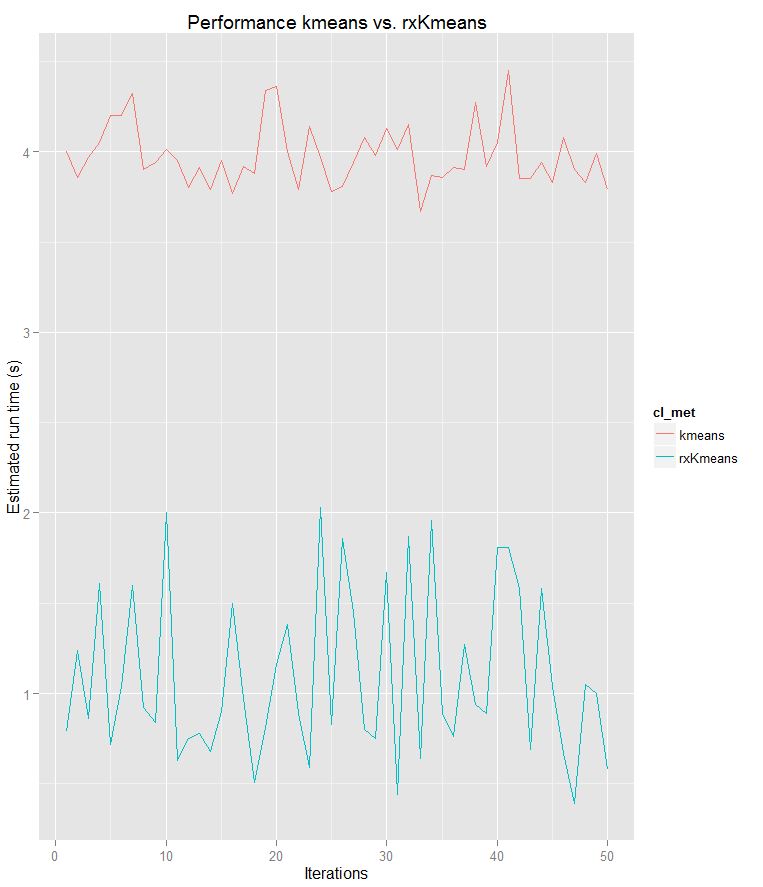 Performance kmeans vs. rxKmeans
Estimated run time (s)
4
3
2
1
0 10 20 30 40 50
Iterations
cl_met
kmeans
rxKmeans